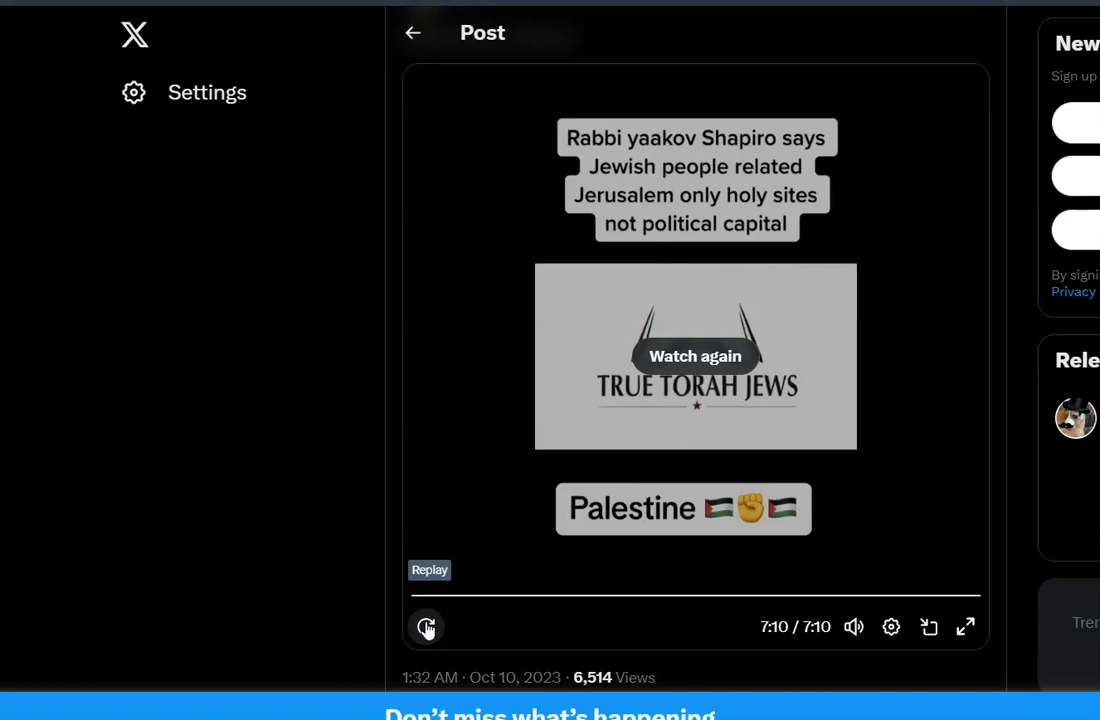 Post
Settings
Rabbi yaakov Shapiro says
Jewish people related
Jerusalem only holy sites
not political capital
Watch again
TRUE TORAH JEWS
Palestine 🇵🇸✊🇵🇸
Replay
7:10 / 7:10
1:32 AM · Oct 10, 2023 · 6,514 Views
Don't miss what's happening
New
Sign up
By signi
Privacy
Rele
Tren